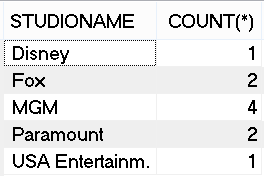 STUDIONAME COUNT(*)
Disney 1
Fox 2
MGM 4
Paramount 2
USA Entertainm. 1